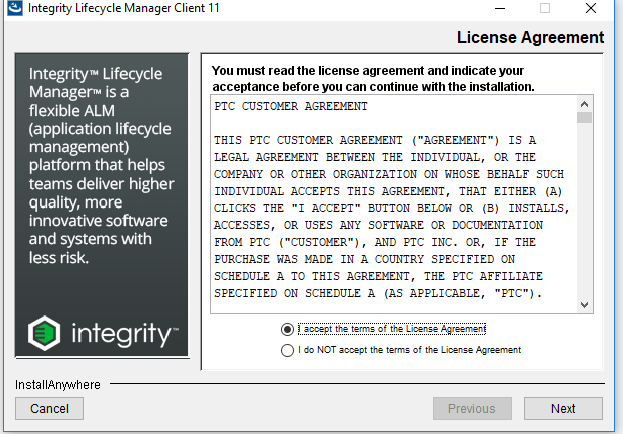 Integrity Lifecycle Manager Client 11
License Agreement
Integrity™ Lifecycle
Manager™ is a
flexible ALM
(application lifecycle
management)
platform that helps
teams deliver higher
quality, more
innovative software
and systems with
less risk.
integrity™
You must read the license agreement and indicate your
acceptance before you can continue with the installation.
PTC CUSTOMER AGREEMENT
THIS PTC CUSTOMER AGREEMENT ("AGREEMENT") IS A
LEGAL AGREEMENT BETWEEN THE INDIVIDUAL, OR THE
COMPANY OR OTHER ORGANIZATION ON WHOSE BEHALF SUCH
INDIVIDUAL ACCEPTS THIS AGREEMENT, THAT EITHER (A)
CLICKS THE "I ACCEPT" BUTTON BELOW OR (B) INSTALLS,
ACCESSES, OR USES ANY SOFTWARE OR DOCUMENTATION
FROM PTC ("CUSTOMER"), AND PTC INC. OR, IF THE
PURCHASE WAS MADE IN A COUNTRY SPECIFIED ON
SCHEDULE A TO THIS AGREEMENT, THE PTC AFFILIATE
SPECIFIED ON SCHEDULE A (AS APPLICABLE, "PTC").
I accept the terms of the License Agreement
I do NOT accept the terms of the License Agreement
InstallAnywhere
Cancel
Previous
Next